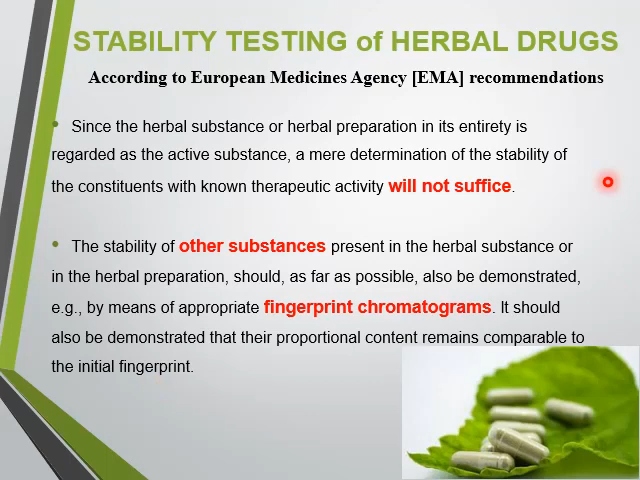 STABILITY TESTING of HERBAL DRUGS
According to European Medicines Agency [EMA] recommendations
• Since the herbal substance or herbal preparation in its entirety is
regarded as the active substance, a mere determination of the stability of
the constituents with known therapeutic activity will not suffice.
• The stability of other substances present in the herbal substance or
in the herbal preparation, should, as far as possible, also be demonstrated,
e.g., by means of appropriate fingerprint chromatograms. It should
also be demonstrated that their proportional content remains comparable to
the initial fingerprint.